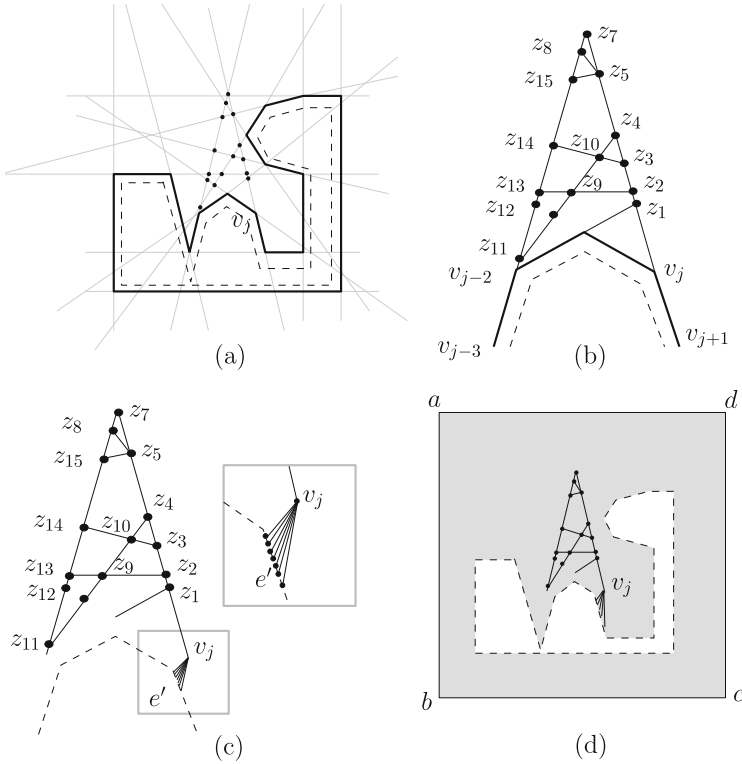 v_j
(a)
z_7
z_8
z_5
z_15
z_4
z_14
z_10
z_3
z_13
z_9
z_2
z_12
z_1
z_11
v_{j-2}
v_j
v_{j-3}
v_{j+1}
(b)
z_7
z_8
z_5
z_15
z_4
z_14
z_10
z_3
z_13
z_9
z_2
z_12
z_1
z_11
v_j
e'
v_j
e'
(c)
a
d
v_j
b
c
(d)